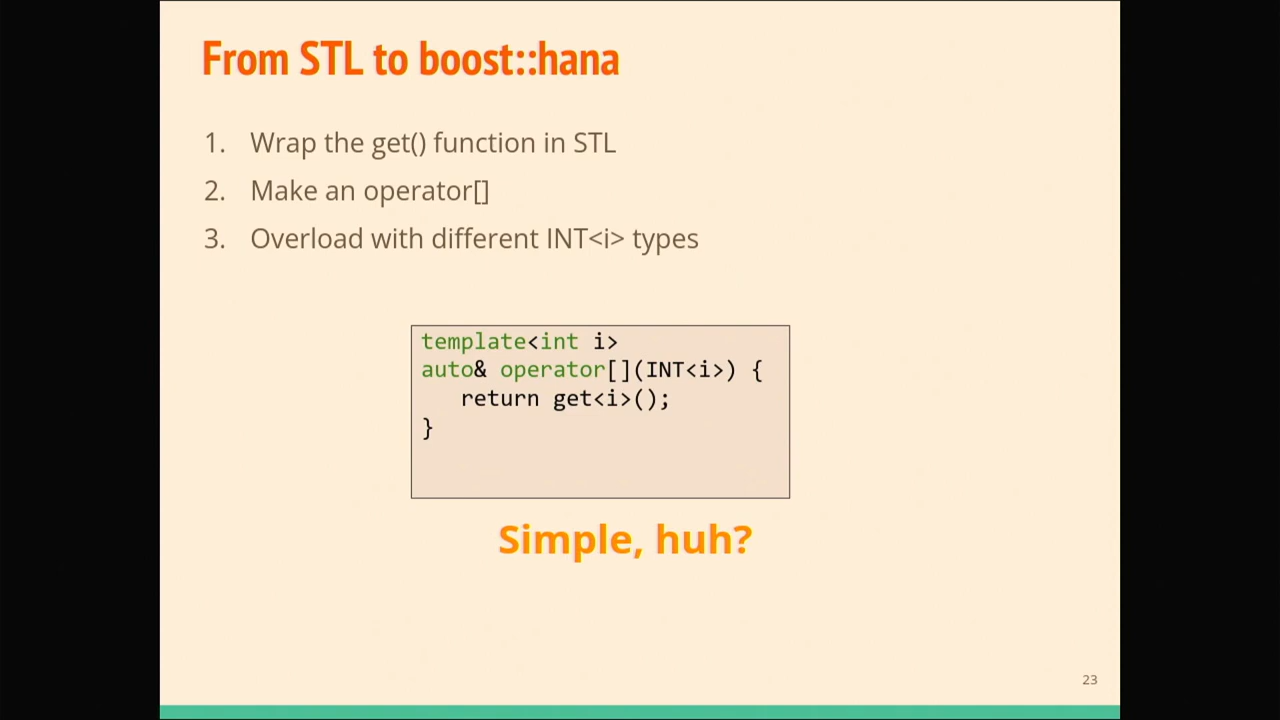 From STL to boost::hana
1. Wrap the get() function in STL
2. Make an operator[]
3. Overload with different INT<i> types
template<int i>
auto& operator[](INT<i>) {
   return get<i>();
}
Simple, huh?
23